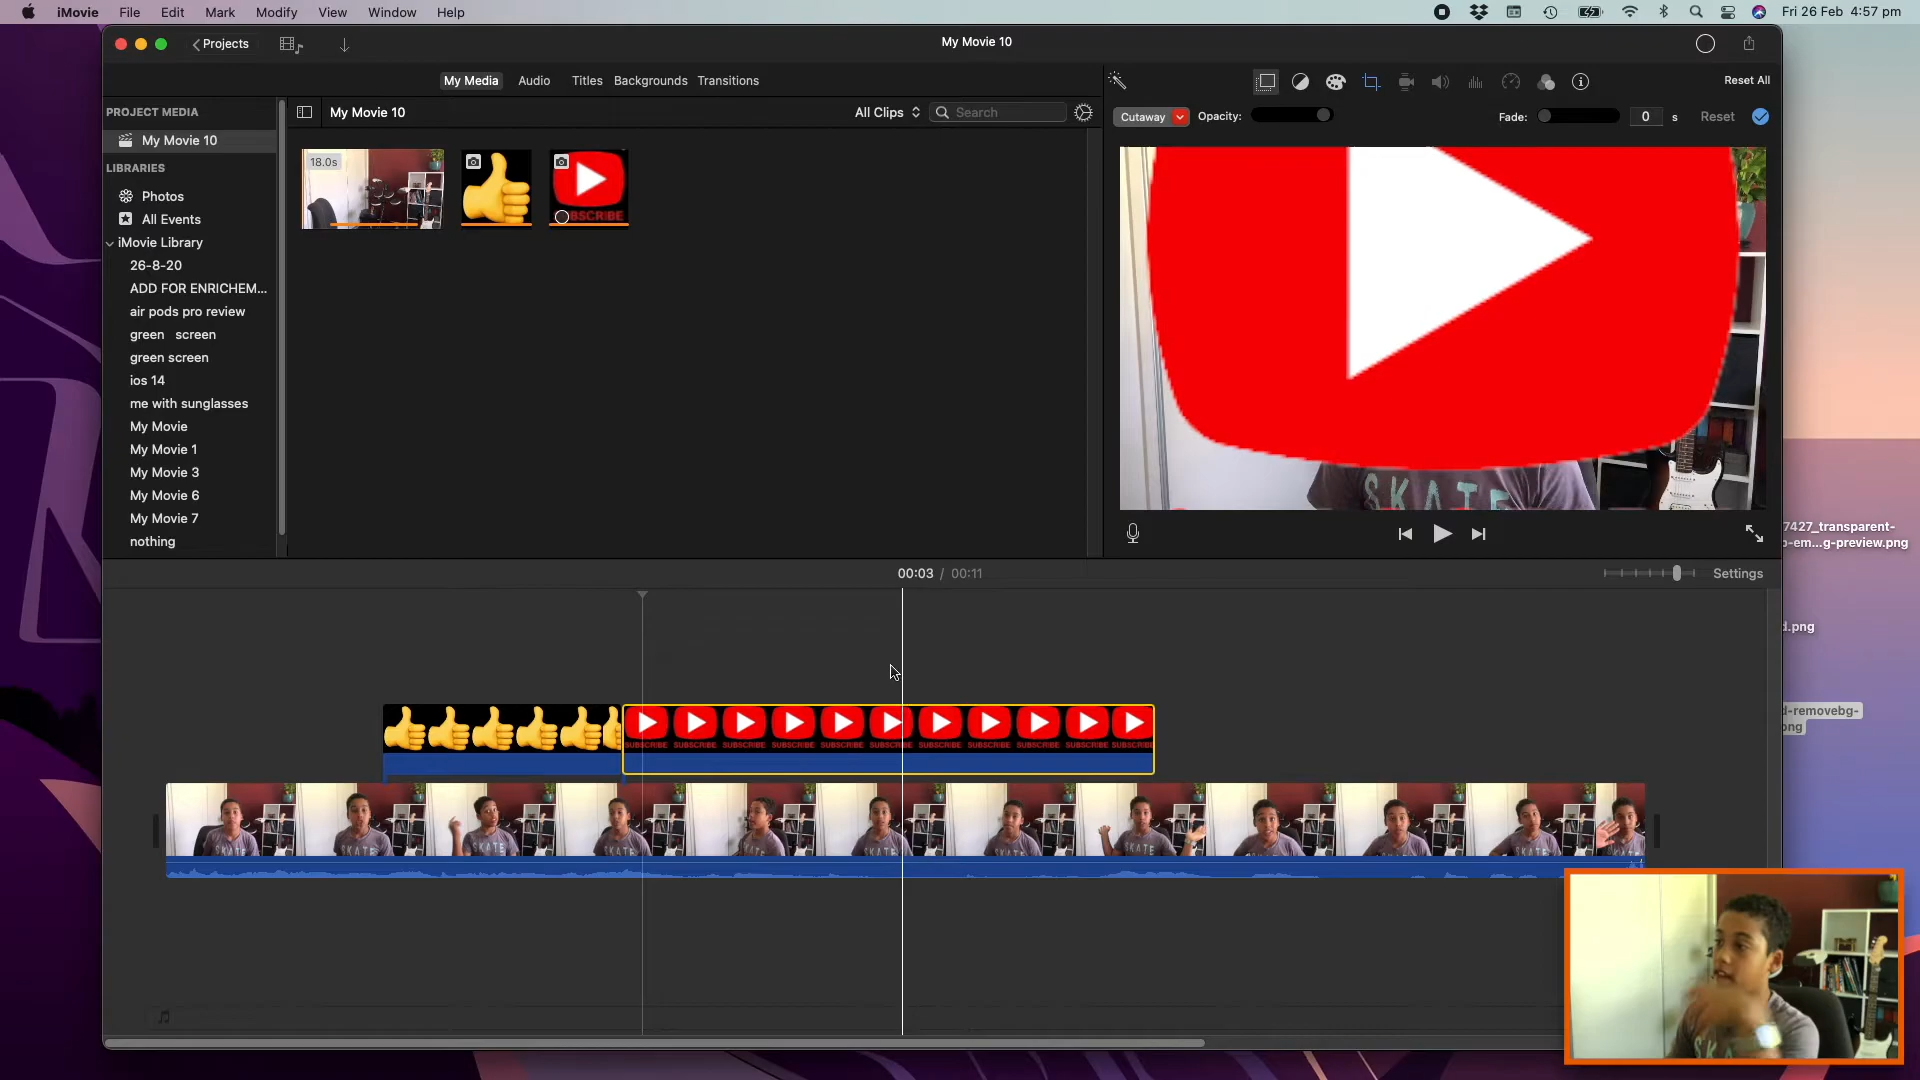 iMovie File Edit Mark Modify View Window Help
Fri 26 Feb 4:57 pm
Projects
My Movie 10
My Media Audio Titles Backgrounds Transitions
Reset All
PROJECT MEDIA
My Movie 10
LIBRARIES
Photos
All Events
iMovie Library
26-8-20
ADD FOR ENRICHEM...
air pods pro review
green screen
green screen
ios 14
me with sunglasses
My Movie
My Movie 1
My Movie 3
My Movie 6
My Movie 7
nothing
My Movie 10
All Clips
Search
18.0s
Cutaway
Opacity:
Fade:
0 s
Reset
SKATE
7427_transparent-
-em...g-preview.png
d.png
d-removebg-
png
00:03 / 00:11
Settings
SUBSCRIBE SUBSCRIBE SUBSCRIBE SUBSCRIBE SUBSCRIBE SUBSCRIBE SUBSCRIBE SUBSCRIBE SUBSCRIBE SUBSCRIBE SUBSCRIBE